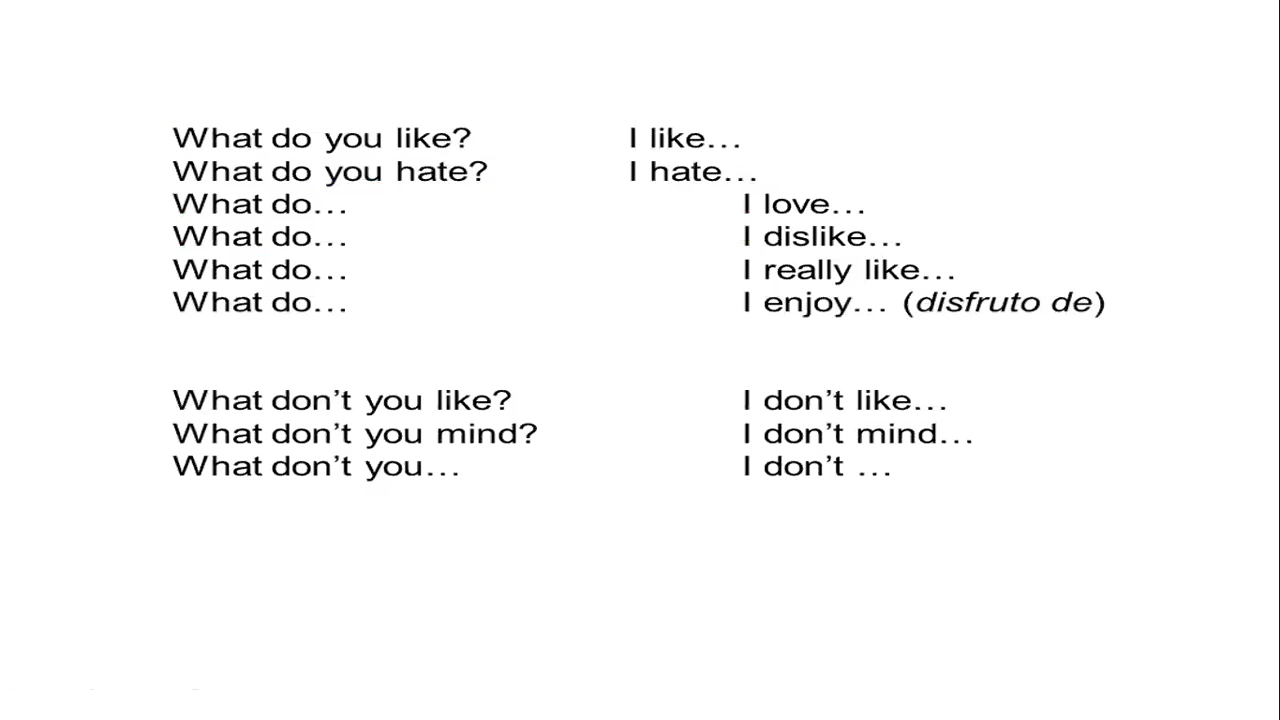 What do you like? I like…
What do you hate? I hate…
What do… I love…
What do… I dislike…
What do… I really like…
What do… I enjoy… (disfruto de)
What don’t you like? I don’t like…
What don’t you mind? I don’t mind…
What don’t you… I don’t …